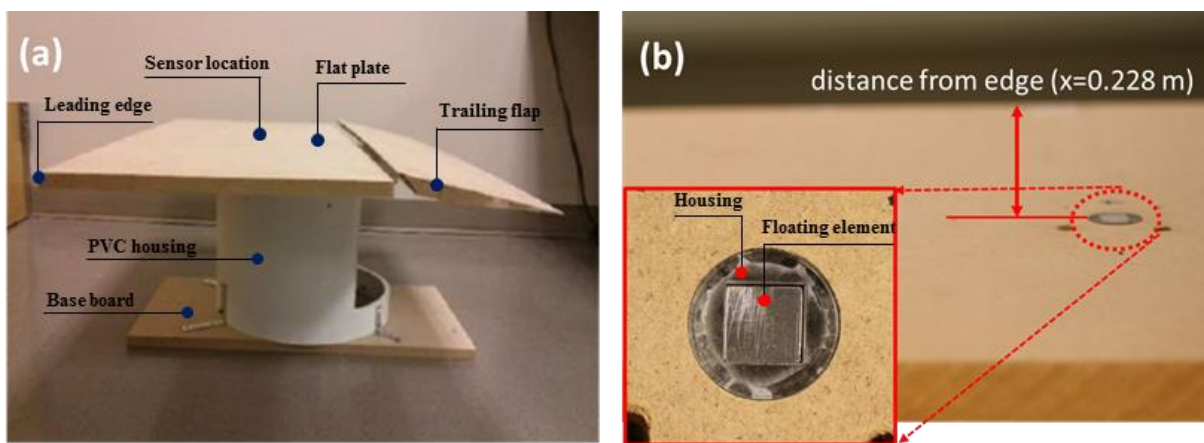 (a)
Sensor location
Flat plate
Leading edge
Trailing flap
PVC housing
Base board
(b)
distance from edge (x=0.228 m)
Housing
Floating element